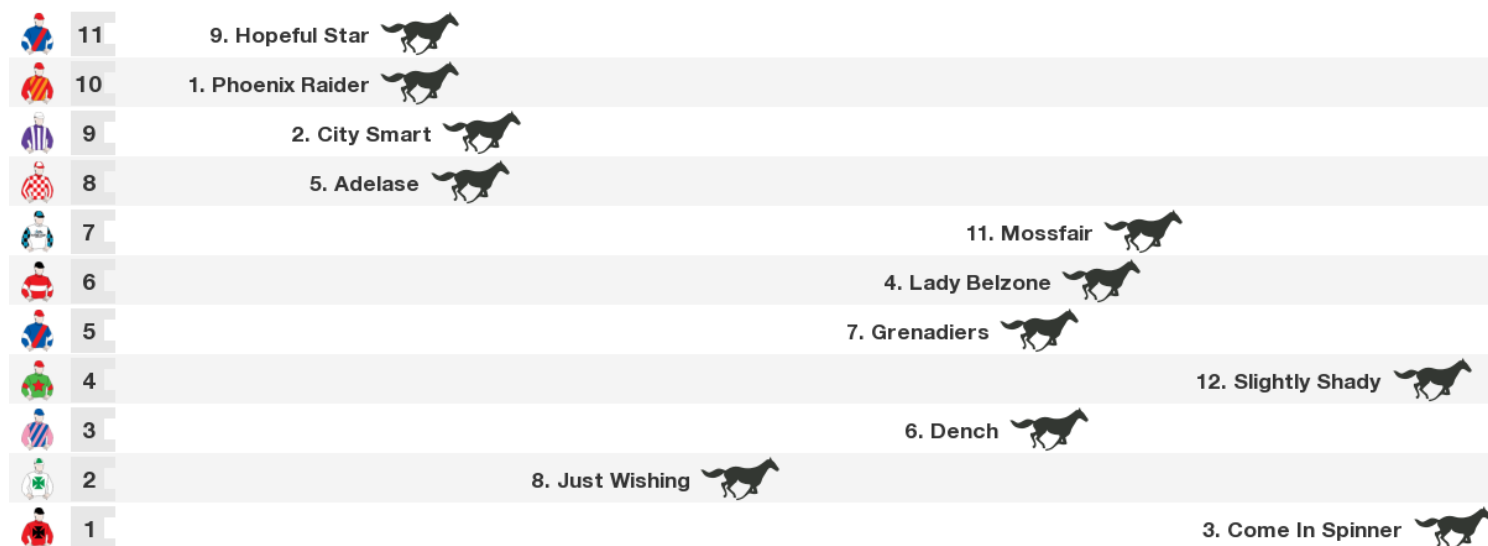 11 9. Hopeful Star
10 1. Phoenix Raider
9 2. City Smart
8 5. Adelase
7 11. Mossfair
6 4. Lady Belzone
5 7. Grenadiers
4 12. Slightly Shady
3 6. Dench
2 8. Just Wishing
1 3. Come In Spinner